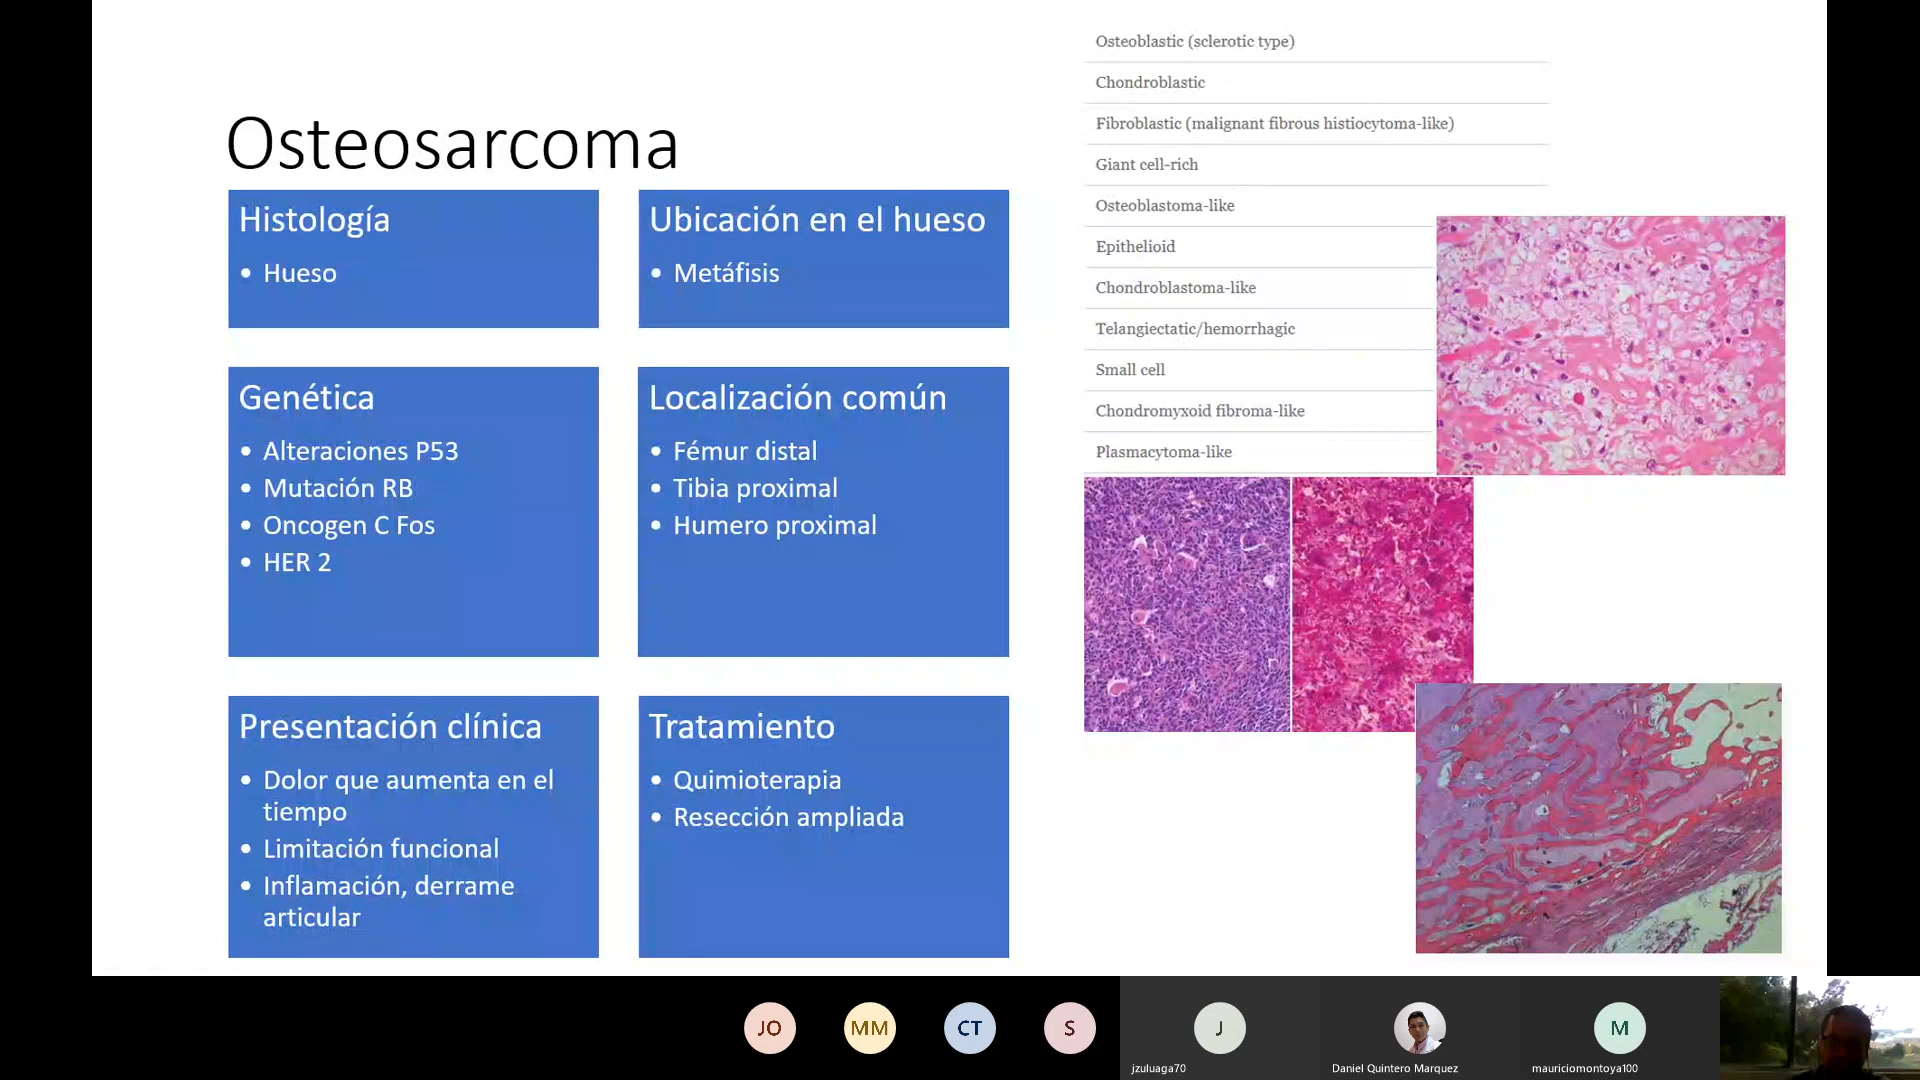 Osteosarcoma
Histología
• Hueso
Ubicación en el hueso
• Metáfisis
Genética
• Alteraciones P53
• Mutación RB
• Oncogen C Fos
• HER 2
Localización común
• Fémur distal
• Tibia proximal
• Humero proximal
Presentación clínica
• Dolor que aumenta en el
tiempo
• Limitación funcional
• Inflamación, derrame
articular
Tratamiento
• Quimioterapia
• Resección ampliada
Osteoblastic (sclerotic type)
Chondroblastic
Fibroblastic (malignant fibrous histiocytoma-like)
Giant cell-rich
Osteoblastoma-like
Epithelioid
Chondroblastoma-like
Telangiectatic/hemorrhagic
Small cell
Chondromyxoid fibroma-like
Plasmacytoma-like
JO
MM
CT
S
J
M
jzuluaga70
Daniel Quintero Marquez
mauriciomontoya100